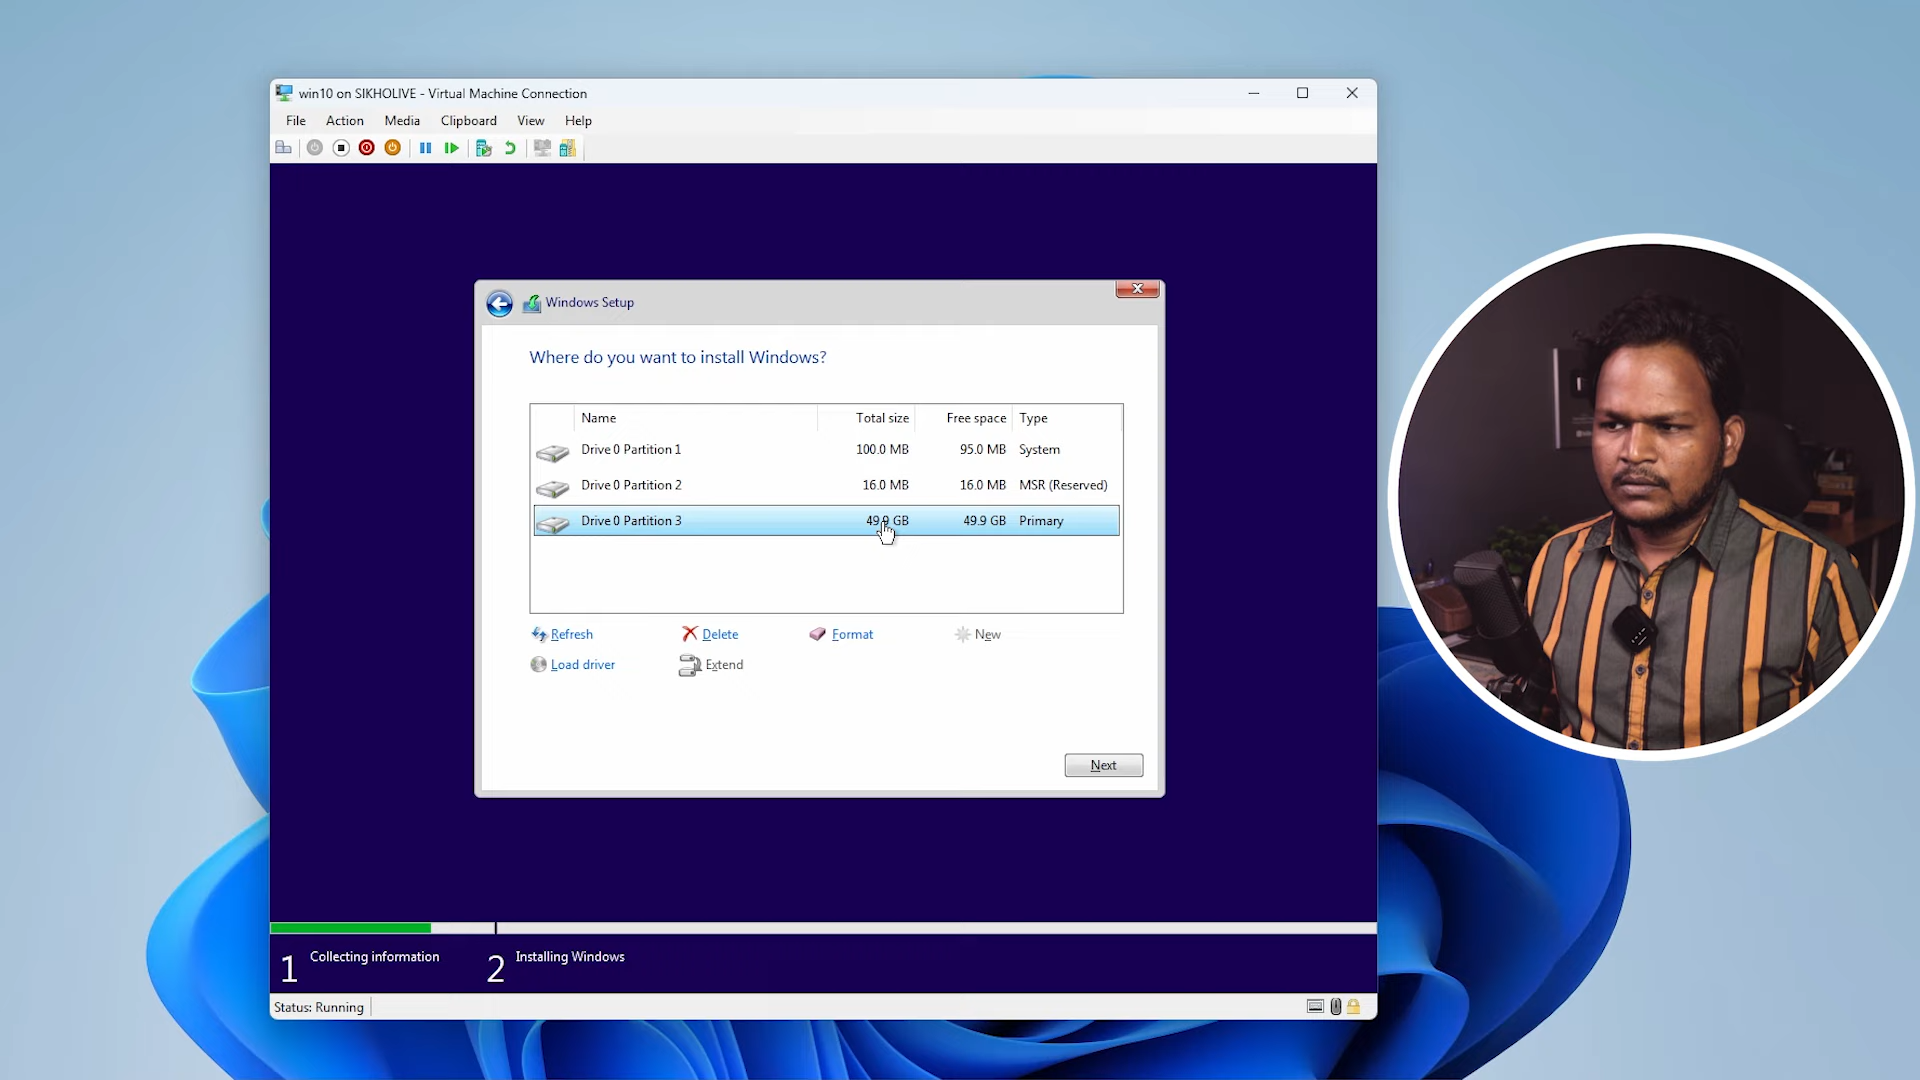 win10 on SIKHOLIVE - Virtual Machine Connection
File Action Media Clipboard View Help
Windows Setup
Where do you want to install Windows?
Name Total size Free space Type
Drive 0 Partition 1 100.0 MB 95.0 MB System
Drive 0 Partition 2 16.0 MB 16.0 MB MSR (Reserved)
Drive 0 Partition 3 49.9 GB 49.9 GB Primary
Refresh Delete Format New
Load driver Extend
Next
1 Collecting information 2 Installing Windows
Status: Running